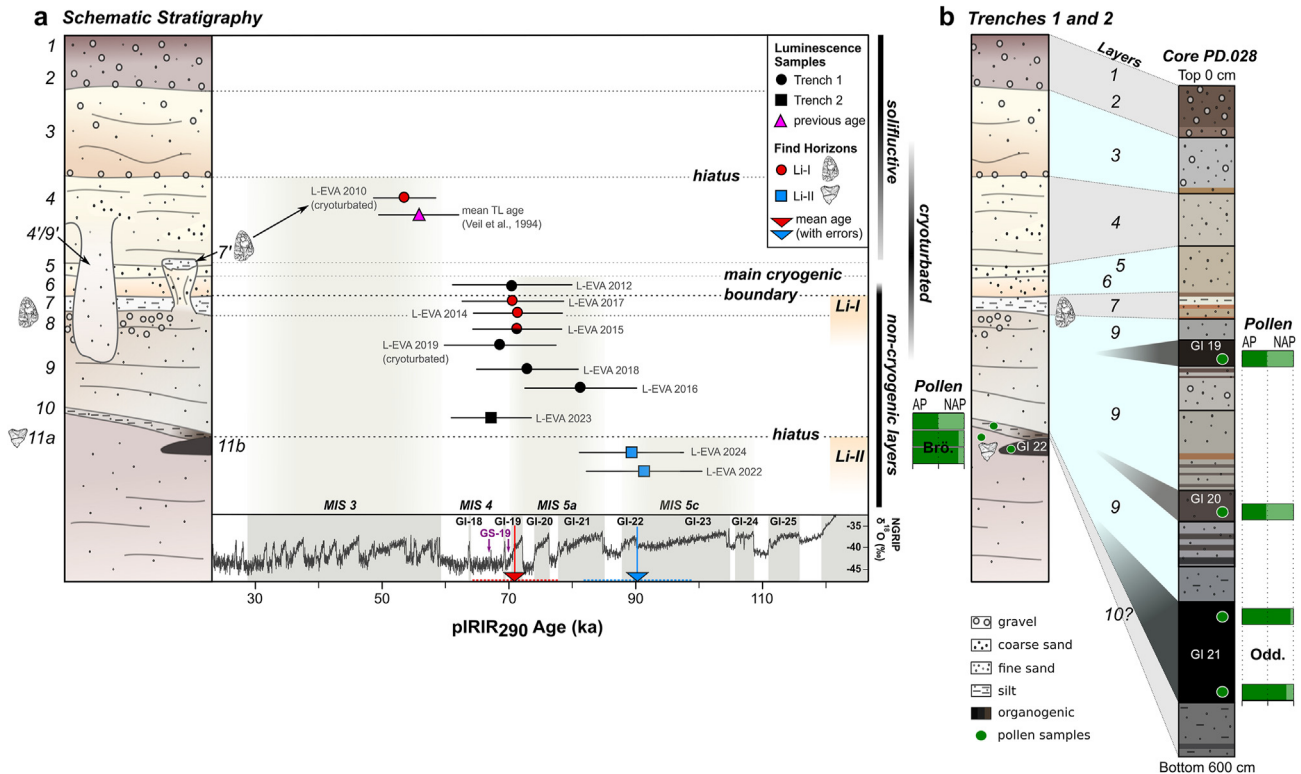 a Schematic Stratigraphy
1
2
3
4
4'/9'
5
6
7
8
9
10
11a
7'
11b
L-EVA 2010
(cryoturbated)
mean TL age
(Veil et al., 1994)
hiatus
main cryogenic
boundary
L-EVA 2012
L-EVA 2017
L-EVA 2014
L-EVA 2015
L-EVA 2019
(cryoturbated)
L-EVA 2018
L-EVA 2016
L-EVA 2023
hiatus
L-EVA 2024
L-EVA 2022
Li-I
Li-II
Luminescence
Samples
Trench 1
Trench 2
previous age
Find Horizons
Li-I
Li-II
mean age
(with errors)
solifluctive
cryoturbated
non-cryogenic layers
MIS 3
MIS 4
MIS 5a
MIS 5c
GI-18
GI-19
GI-20
GI-21
GI-22
GI-23
GI-24
GI-25
GS-19
-35
-40
-45
NGRIP
δ18O (‰)
30
50
70
90
110
pIRIR290 Age (ka)
b Trenches 1 and 2
Layers
Core PD.028
Top 0 cm
1
2
3
4
5
6
7
9
9
9
10?
GI 19
GI 20
GI 21
GI 22
Pollen
AP NAP
Brö.
Pollen
AP NAP
Odd.
gravel
coarse sand
fine sand
silt
organogenic
pollen samples
Bottom 600 cm